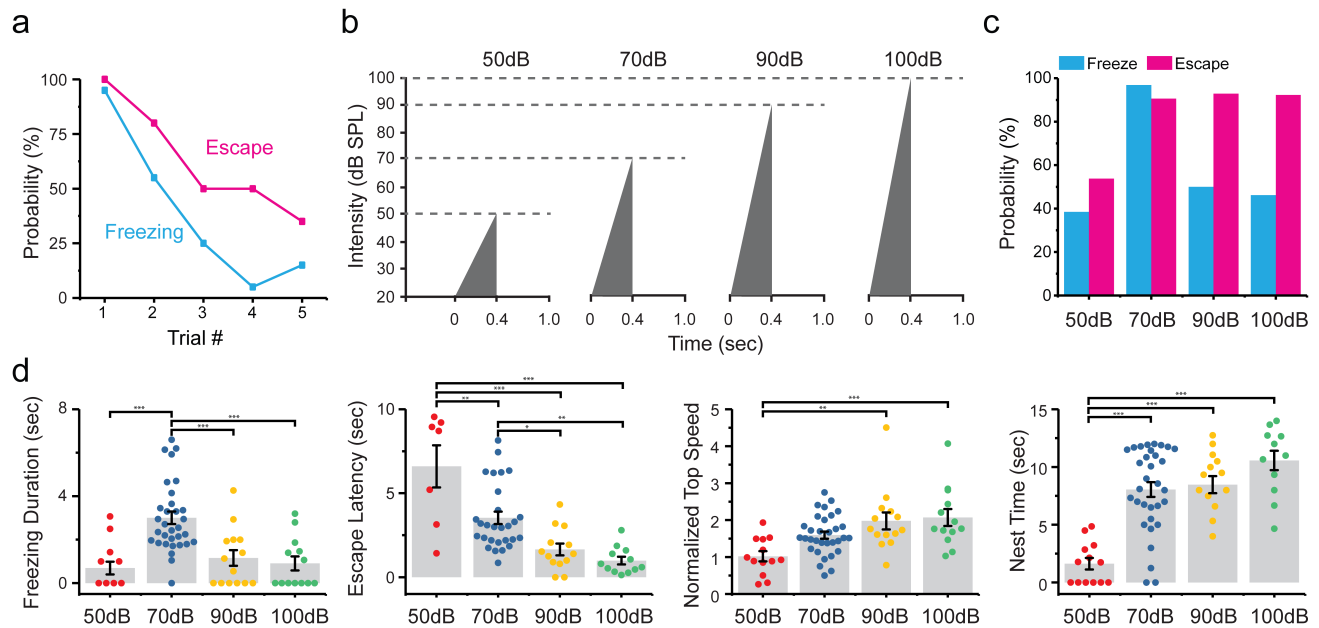 a
Probability (%)
100
75
50
25
0
Escape
Freezing
1 2 3 4 5
Trial #
b
50dB 70dB 90dB 100dB
Intensity (dB SPL)
100
90
80
70
60
50
40
30
20
0 0.4 1.0 0 0.4 1.0 0 0.4 1.0 0 0.4 1.0
Time (sec)
c
Freeze Escape
Probability (%)
100
80
60
40
20
0
50dB 70dB 90dB 100dB
d
Freezing Duration (sec)
8
4
0
***
***
***
50dB 70dB 90dB 100dB
Escape Latency (sec)
10
5
0
***
***
**
**
*
50dB 70dB 90dB 100dB
Normalized Top Speed
5
4
3
2
1
0
***
**
50dB 70dB 90dB 100dB
Nest Time (sec)
15
10
5
0
***
***
***
50dB 70dB 90dB 100dB